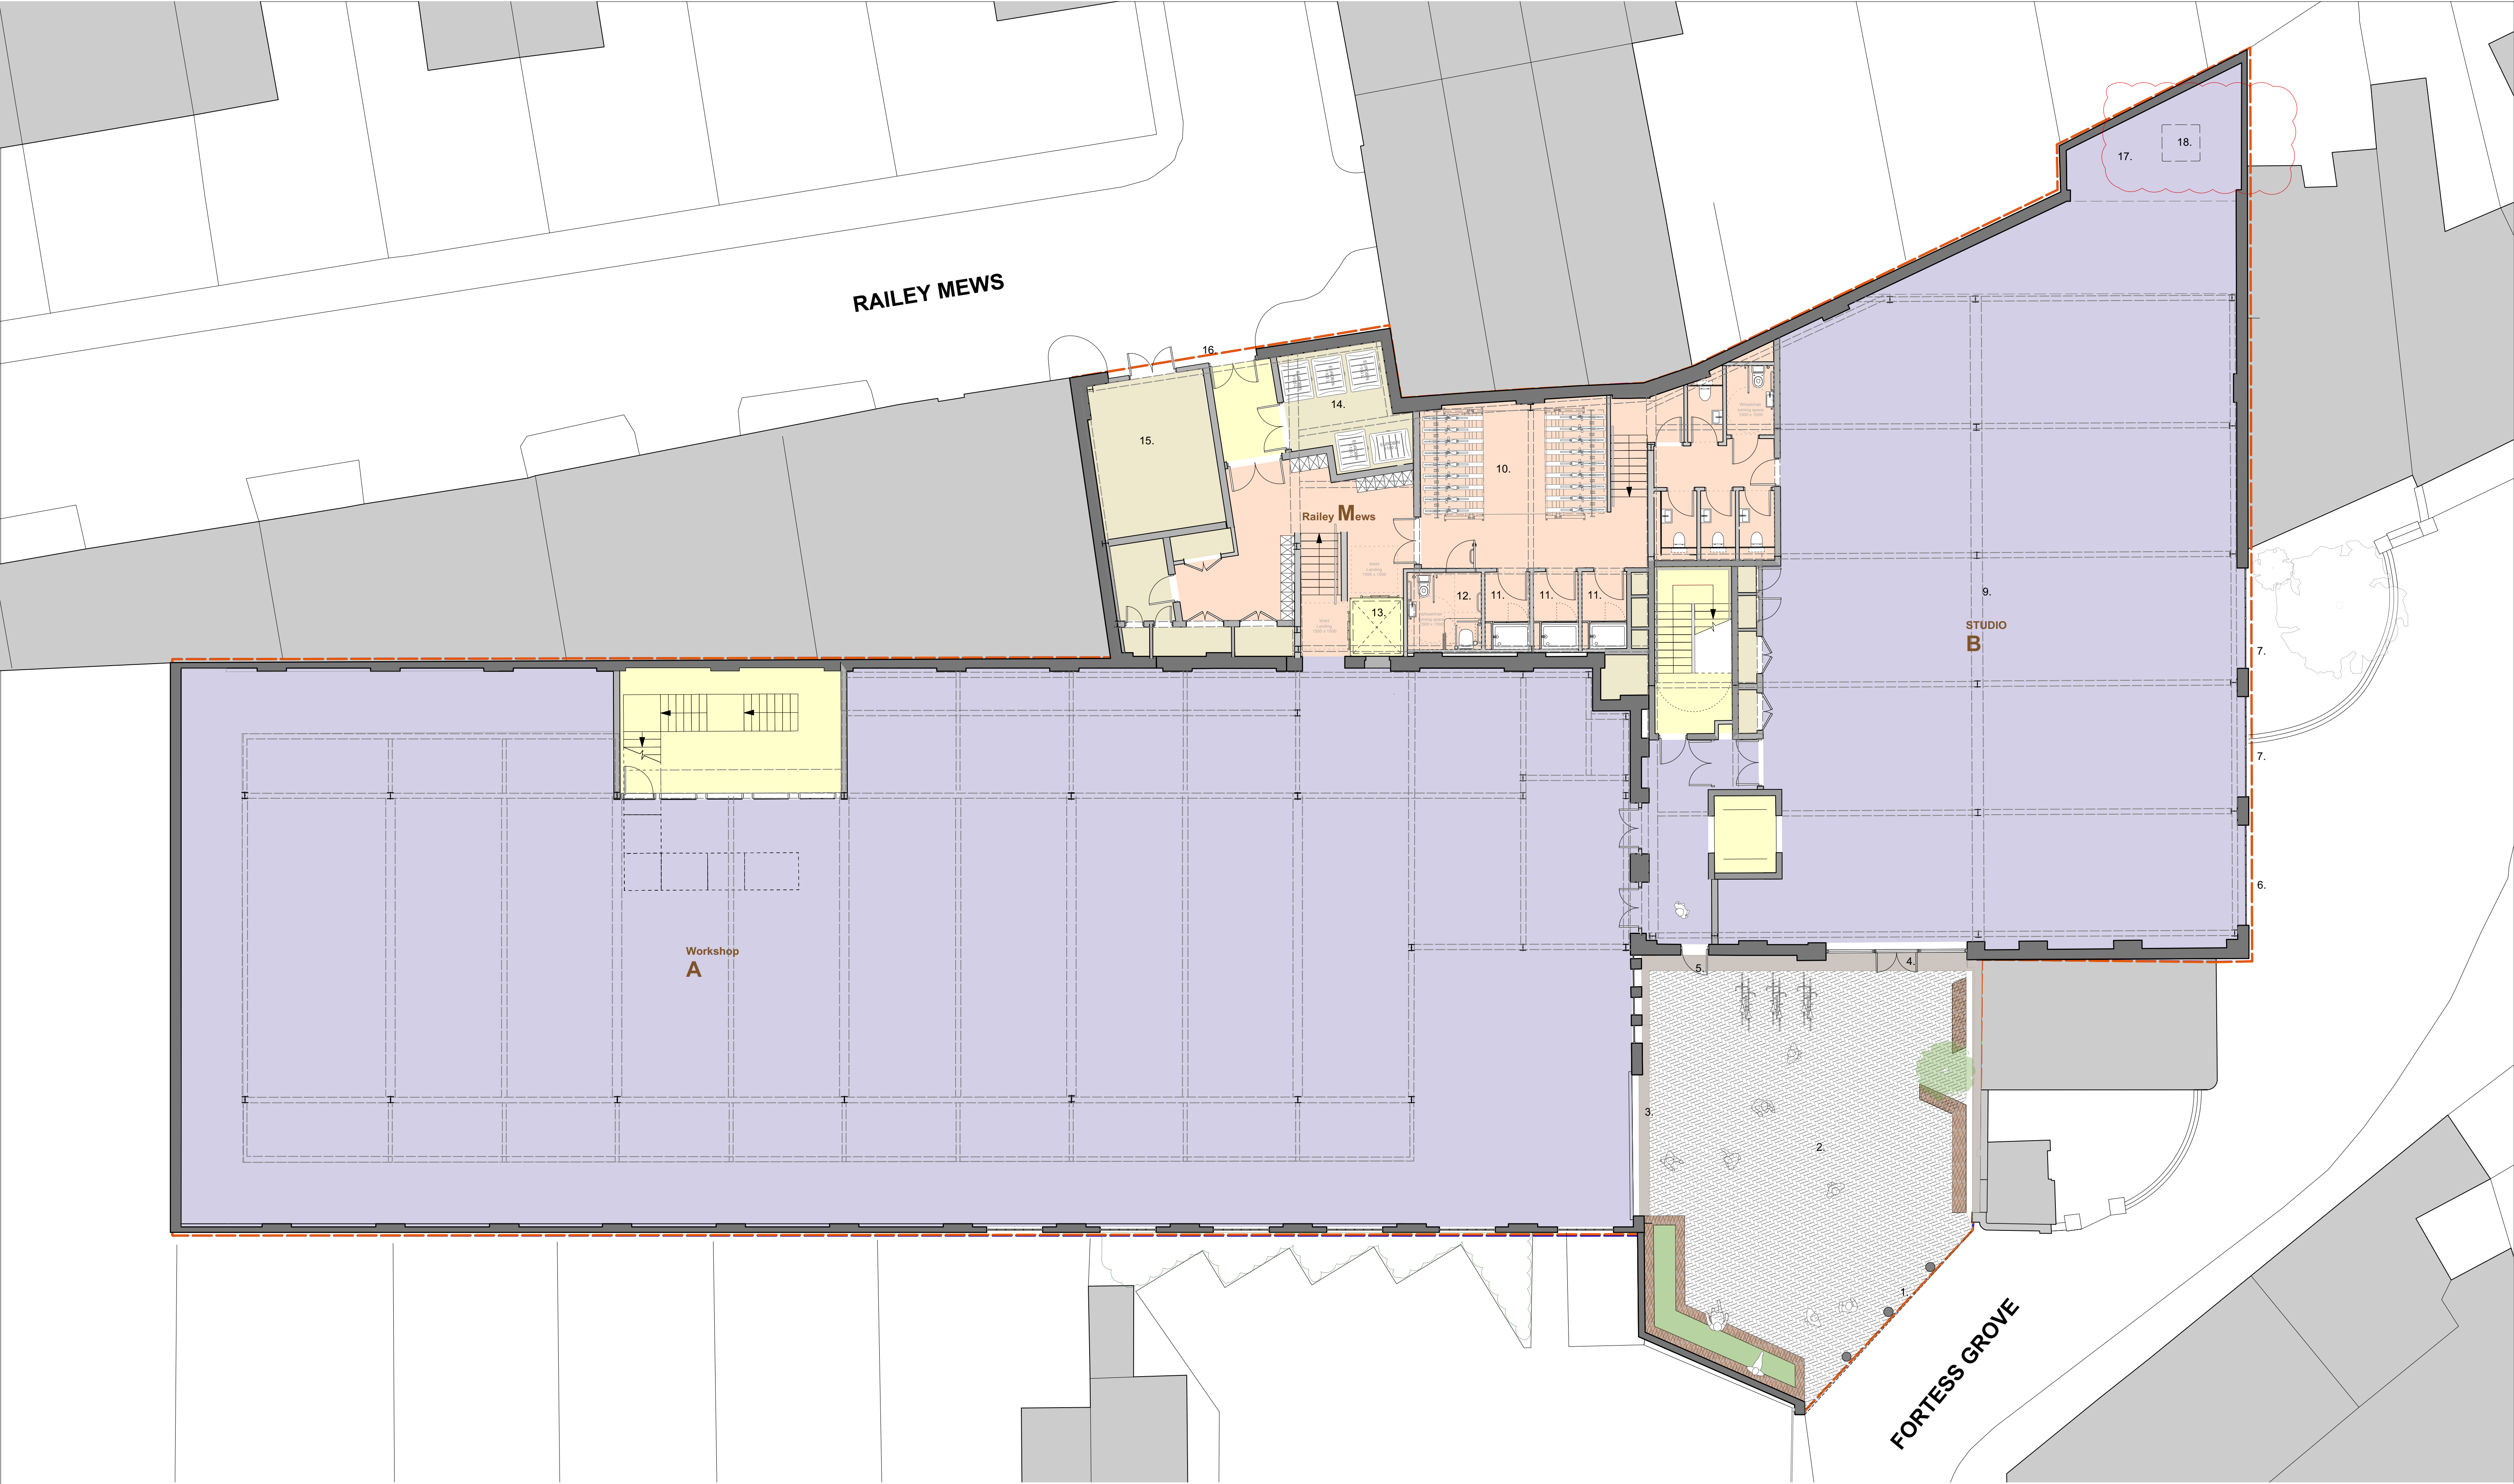 18.
17.
RAILEY MEWS
16.
14.
15.
10.
Railey Mews
9.
12.
11.
11.
11.
13.
STUDIO
B
7.
7.
6.
Workshop
A
5.
4.
3.
2.
1.
FORTESS GROVE